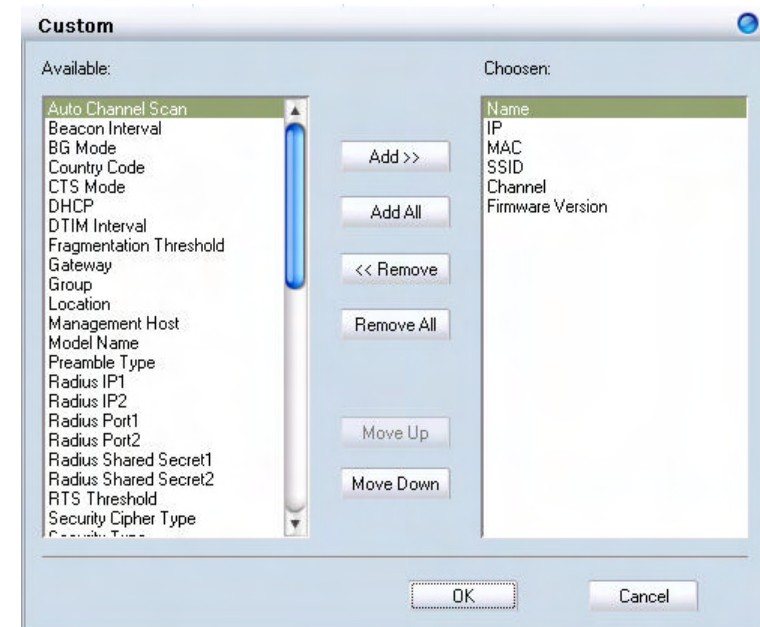 Custom
Available:
Choosen:
Auto Channel Scan
Beacon Interval
BG Mode
Country Code
CTS Mode
DHCP
DTIM Interval
Fragmentation Threshold
Gateway
Group
Location
Management Host
Model Name
Preamble Type
Radius IP1
Radius IP2
Radius Port1
Radius Port2
Radius Shared Secret1
Radius Shared Secret2
RTS Threshold
Security Cipher Type
Security Type
Add >>
Add All
<< Remove
Remove All
Move Up
Move Down
Name
IP
MAC
SSID
Channel
Firmware Version
OK
Cancel